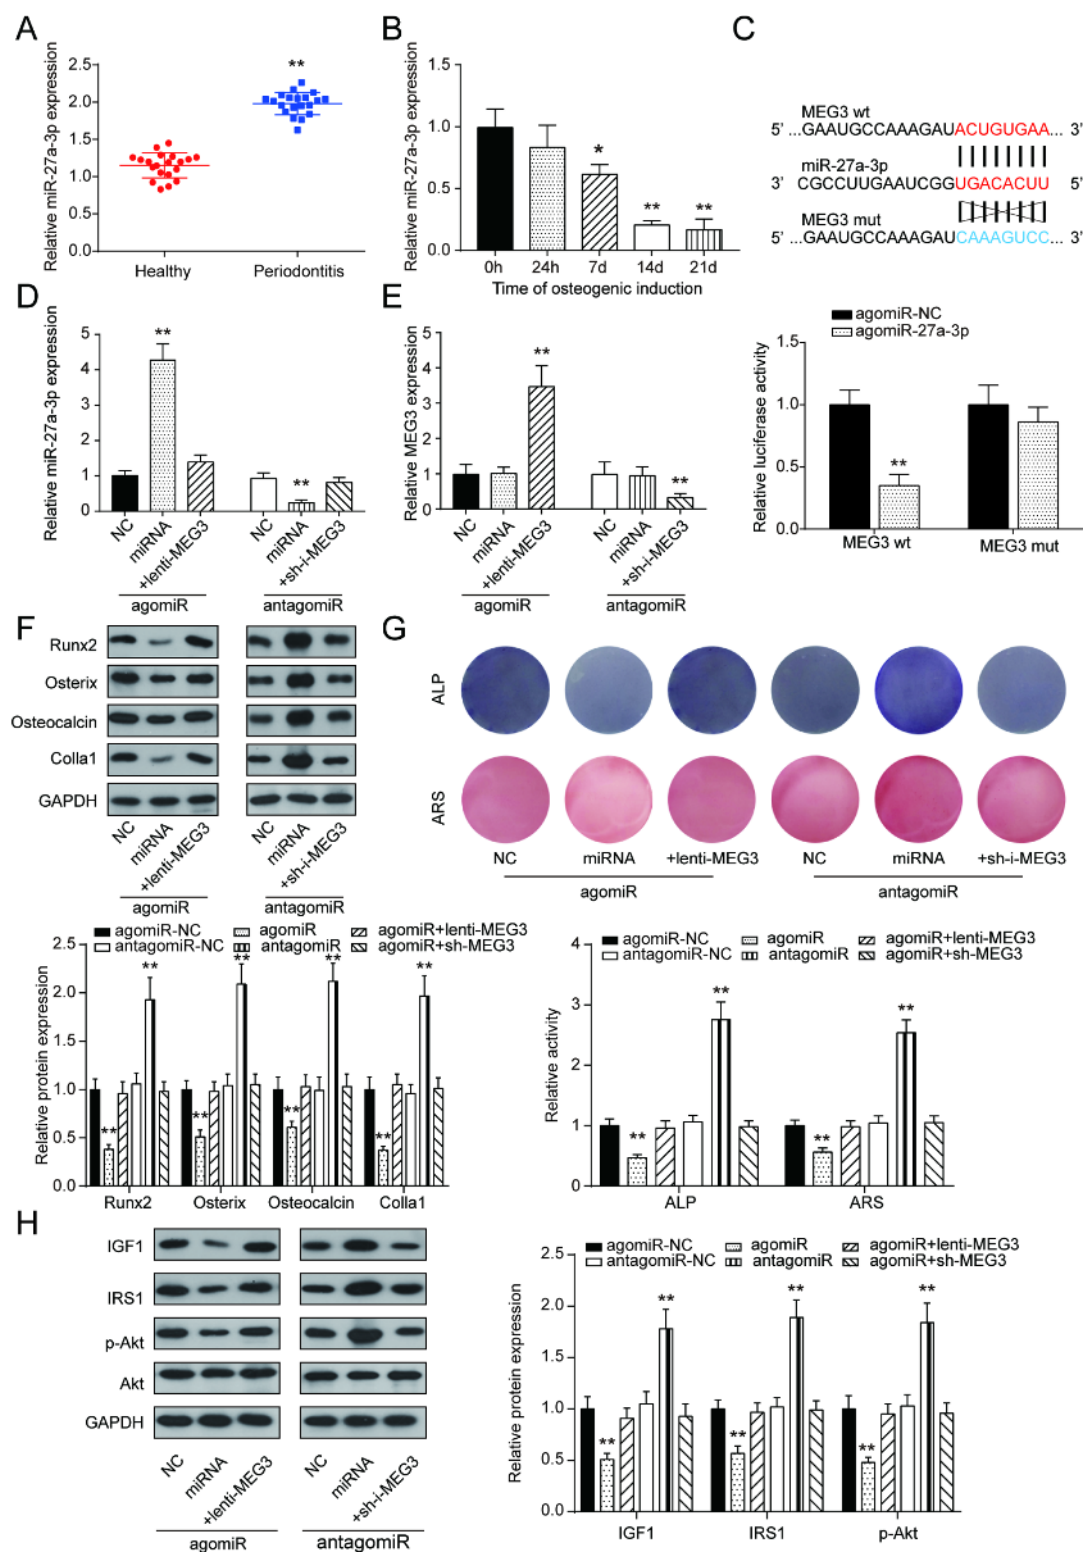 A
Relative miR-27a-3p expression
2.5
2.0
1.5
1.0
0.5
0.0
**
Healthy
Periodontitis
B
Relative miR-27a-3p expression
1.5
1.0
0.5
0.0
*
**
**
0h
24h
7d
14d
21d
Time of osteogenic induction
C
MEG3 wt
5' ...GAAUGCCAAAGAUACUGUGAA... 3'
miR-27a-3p
3' CGCCUUGAAUCGGUGACACUU 5'
MEG3 mut
5' ...GAAUGCCAAAGAUCAAAGUCC... 3'
agomiR-NC
agomiR-27a-3p
Relative luciferase activity
1.5
1.0
0.5
0.0
**
MEG3 wt
MEG3 mut
D
Relative miR-27a-3p expression
5
4
3
2
1
0
**
**
NC
miRNA
+lenti-MEG3
NC
miRNA
+sh-i-MEG3
agomiR
antagomiR
E
Relative MEG3 expression
5
4
3
2
1
0
**
**
NC
miRNA
+lenti-MEG3
NC
miRNA
+sh-i-MEG3
agomiR
antagomiR
F
Runx2
Osterix
Osteocalcin
Colla1
GAPDH
NC
miRNA
+lenti-MEG3
NC
miRNA
+sh-i-MEG3
agomiR
antagomiR
agomiR-NC
agomiR
agomiR+lenti-MEG3
antagomiR-NC
antagomiR
agomiR+sh-MEG3
Relative protein expression
2.5
2.0
1.5
1.0
0.5
0.0
**
**
**
**
**
**
**
**
Runx2
Osterix
Osteocalcin
Colla1
G
ALP
ARS
NC
miRNA
+lenti-MEG3
NC
miRNA
+sh-i-MEG3
agomiR
antagomiR
agomiR-NC
agomiR
agomiR+lenti-MEG3
antagomiR-NC
antagomiR
agomiR+sh-MEG3
Relative activity
4
3
2
1
0
**
**
**
**
ALP
ARS
H
IGF1
IRS1
p-Akt
Akt
GAPDH
NC
miRNA
+lenti-MEG3
NC
miRNA
+sh-i-MEG3
agomiR
antagomiR
agomiR-NC
agomiR
agomiR+lenti-MEG3
antagomiR-NC
antagomiR
agomiR+sh-MEG3
Relative protein expression
2.5
2.0
1.5
1.0
0.5
0.0
**
**
**
**
**
**
IGF1
IRS1
p-Akt